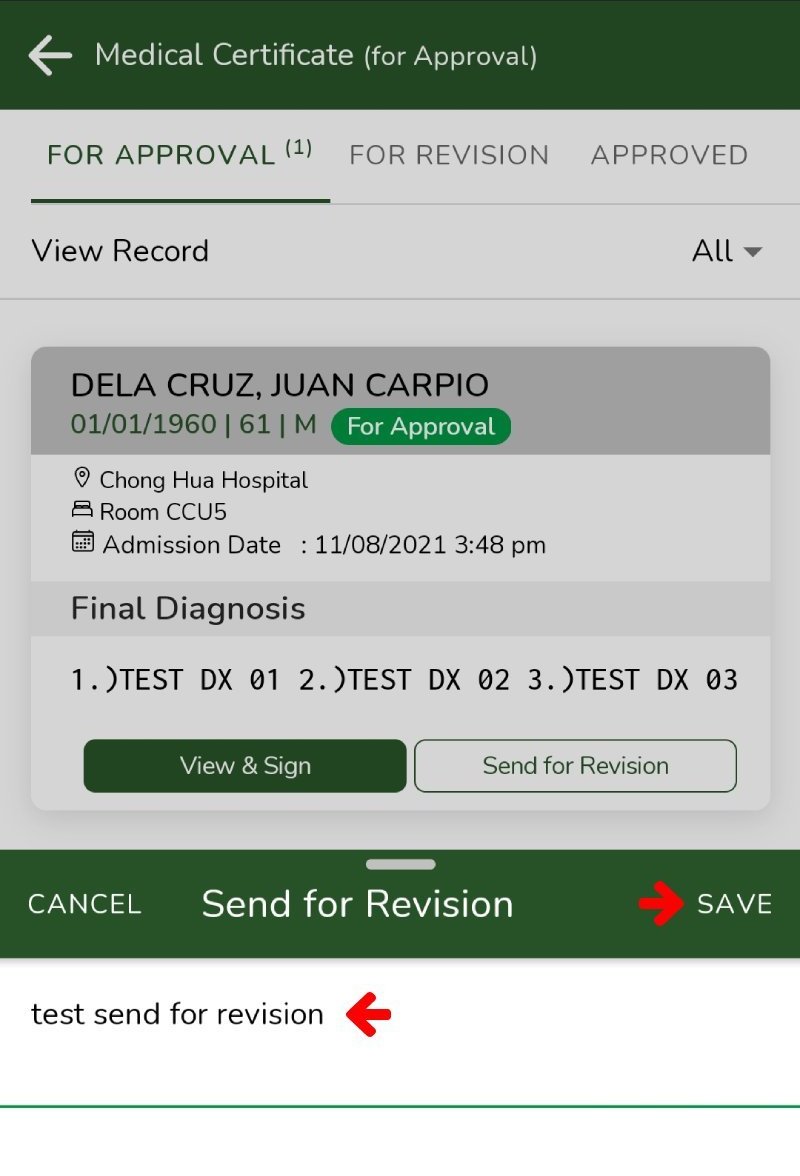 Medical Certificate (for Approval)
FOR APPROVAL (1) FOR REVISION APPROVED
View Record All
DELA CRUZ, JUAN CARPIO
01/01/1960 | 61 | M For Approval
Chong Hua Hospital
Room CCU5
Admission Date : 11/08/2021 3:48 pm
Final Diagnosis
1.)TEST DX 01 2.)TEST DX 02 3.)TEST DX 03
View & Sign Send for Revision
CANCEL Send for Revision SAVE
test send for revision